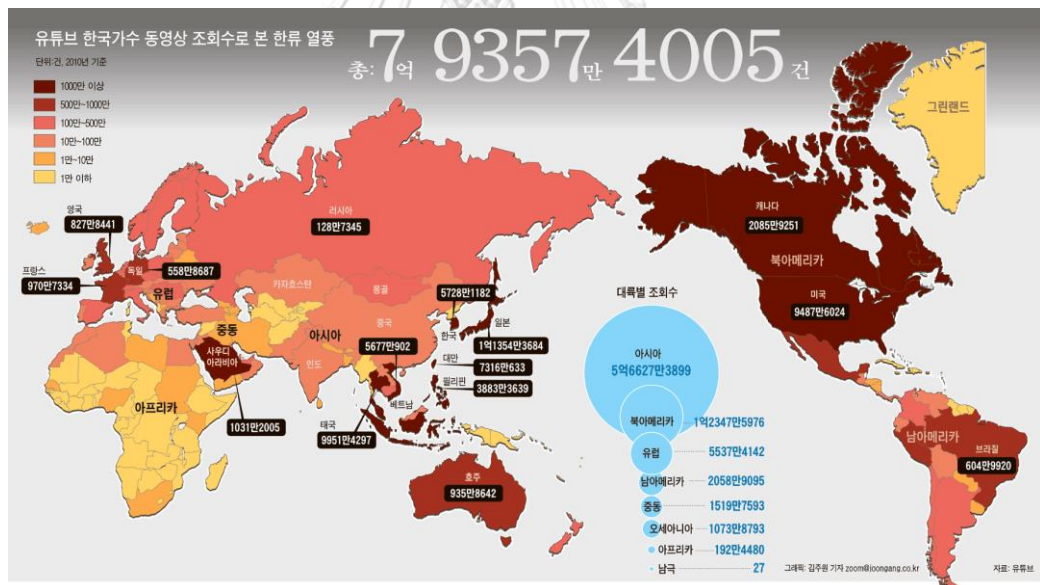 유튜브 한국가수 동영상 조회수로 본 한류 열풍
총: 7억 9357만 4005건
단위:건, 2010년 기준
1000만 이상
500만~1000만
100만~500만
10만~100만
1만~10만
1만 이하
그린랜드
영국
827만8441
러시아
128만7345
캐나다
2085만9251
북아메리카
프랑스
970만7334
독일
558만8687
유럽
카자흐스탄
몽골
5728만1182
한국
미국
9487만6024
중동
아시아
중국
5677만902
일본
1억1354만3684
사우디
아라비아
1031만2005
인도
대만
7316만633
필리핀
3883만3639
베트남
태국
9951만4297
아프리카
호주
935만8642
남아메리카
브라질
604만9920
대륙별 조회수
아시아
5억6627만3899
북아메리카 1억2347만5976
유럽 5537만4142
남아메리카 2058만9095
중동 1519만7593
오세아니아 1073만8793
아프리카 192만4480
남극 27
그래픽: 김주원 기자 zoom@joongang.co.kr
자료: 유튜브